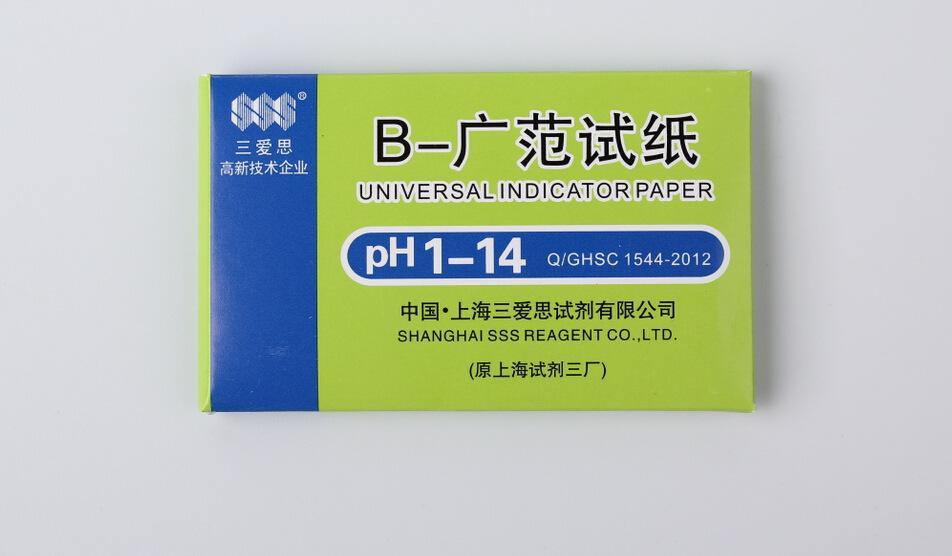 SSS®
三爱思
高新技术企业
B-广范试纸
UNIVERSAL INDICATOR PAPER
pH 1-14 Q/GHSC 1544-2012
中国·上海三爱思试剂有限公司
SHANGHAI SSS REAGENT CO.,LTD.
(原上海试剂三厂)